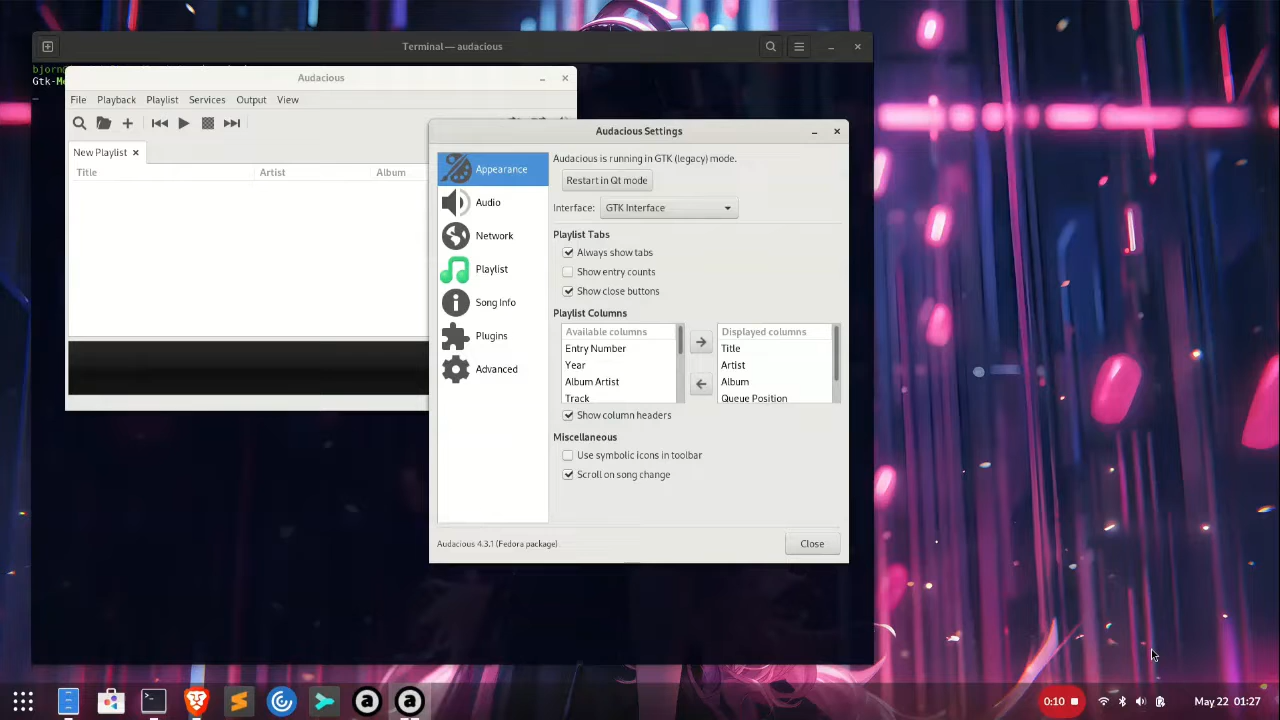 Terminal — audacious
bjorn
Gtk-Me
Audacious
File Playback Playlist Services Output View
New Playlist
Title Artist Album
Audacious Settings
Appearance
Audio
Network
Playlist
Song Info
Plugins
Advanced
Audacious is running in GTK (legacy) mode.
Restart in Qt mode
Interface: GTK Interface
Playlist Tabs
Always show tabs
Show entry counts
Show close buttons
Playlist Columns
Available columns
Entry Number
Year
Album Artist
Track
Displayed columns
Title
Artist
Album
Queue Position
Show column headers
Miscellaneous
Use symbolic icons in toolbar
Scroll on song change
Audacious 4.3.1 (Fedora package)
Close
0:10
May 22 01:27